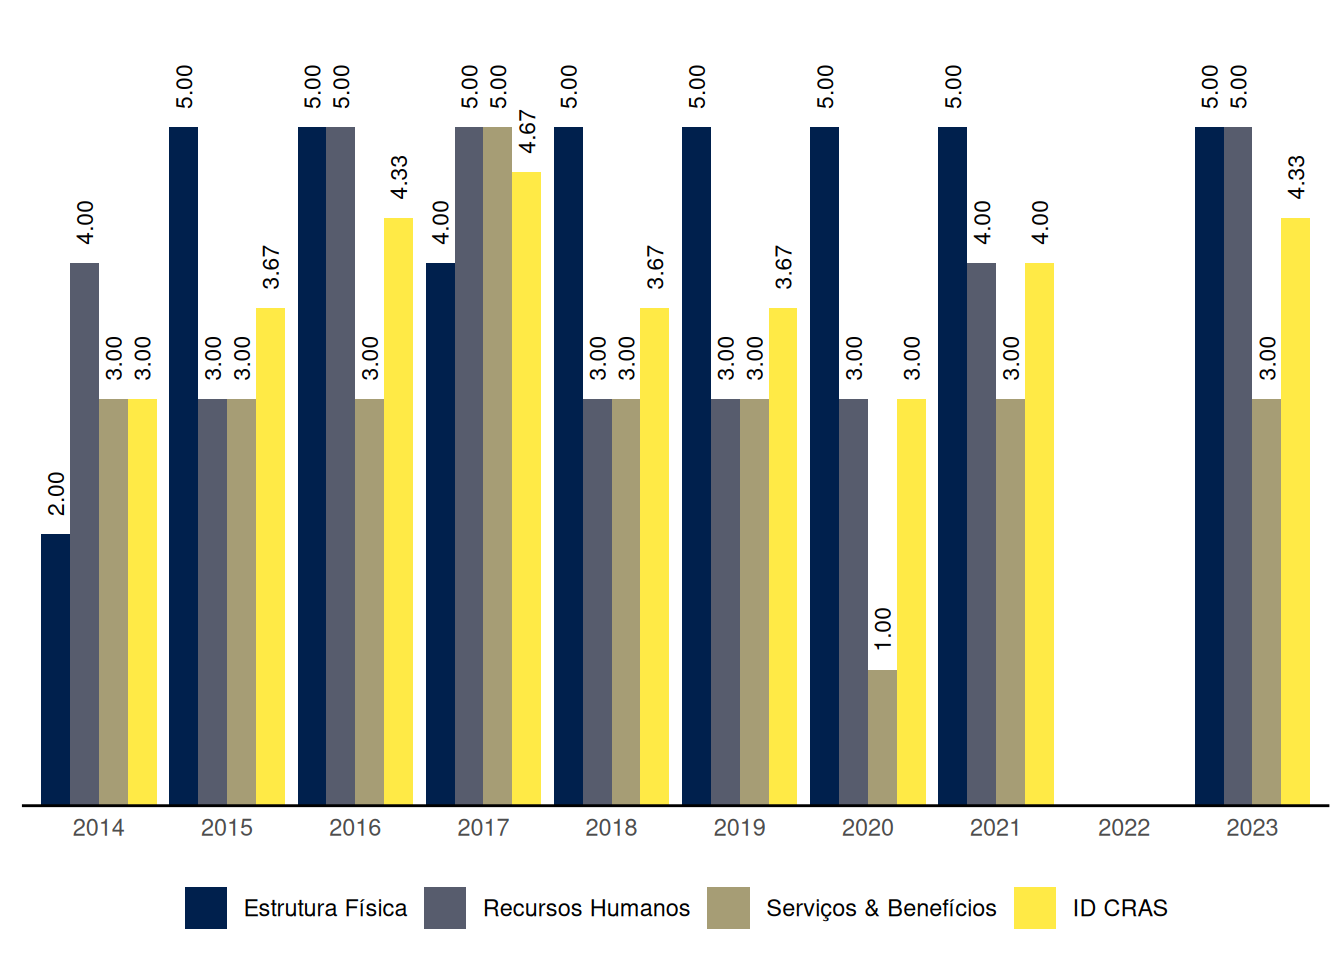 5.00 5.00 5.00 5.00 5.00 5.00 5.00 5.00 5.00 5.00 5.00
4.67
4.33 4.33
4.00 4.00 4.00 4.00
3.67 3.67 3.67
3.00 3.00 3.00 3.00 3.00 3.00 3.00 3.00 3.00 3.00 3.00 3.00 3.00
2.00
1.00
2014 2015 2016 2017 2018 2019 2020 2021 2022 2023
Estrutura Física Recursos Humanos Serviços & Benefícios ID CRAS